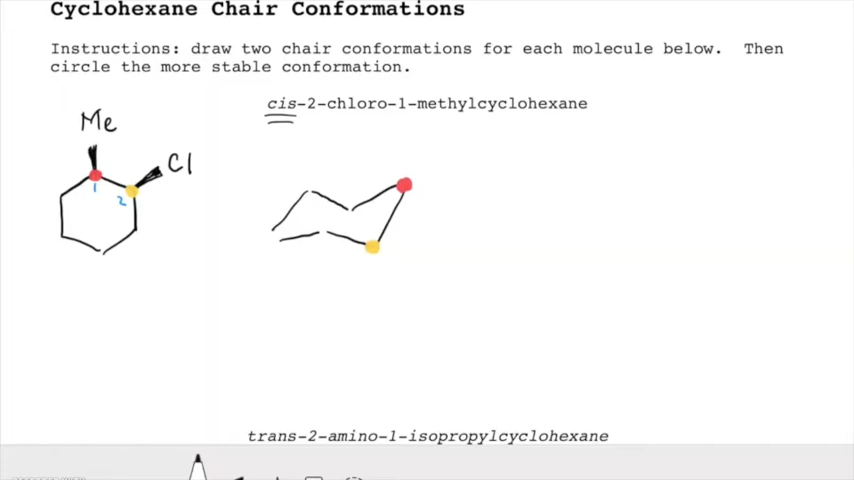 Cyclohexane Chair Conformations
Instructions: draw two chair conformations for each molecule below. Then
circle the more stable conformation.
cis-2-chloro-1-methylcyclohexane
Me
Cl
1
2
trans-2-amino-1-isopropylcyclohexane